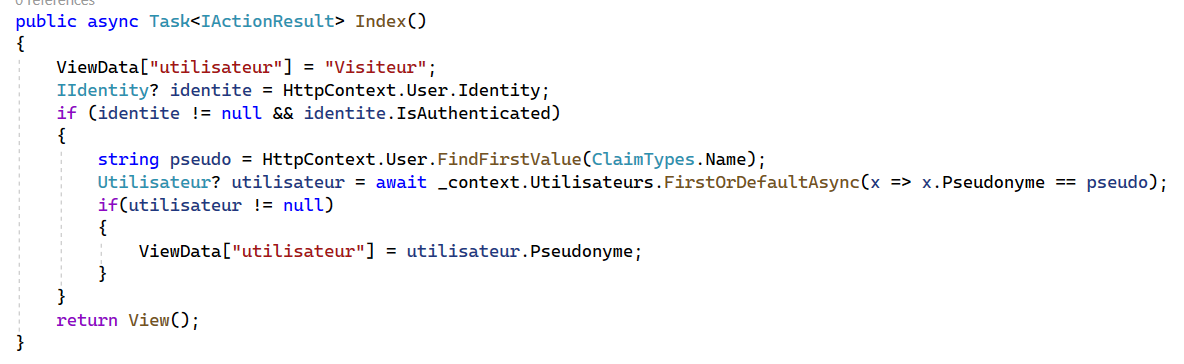 0 references
public async Task<IActionResult> Index()
{
    ViewData["utilisateur"] = "Visiteur";
    IIdentity? identite = HttpContext.User.Identity;
    if (identite != null && identite.IsAuthenticated)
    {
        string pseudo = HttpContext.User.FindFirstValue(ClaimTypes.Name);
        Utilisateur? utilisateur = await _context.Utilisateurs.FirstOrDefaultAsync(x => x.Pseudonyme == pseudo);
        if(utilisateur != null)
        {
            ViewData["utilisateur"] = utilisateur.Pseudonyme;
        }
    }
    return View();
}